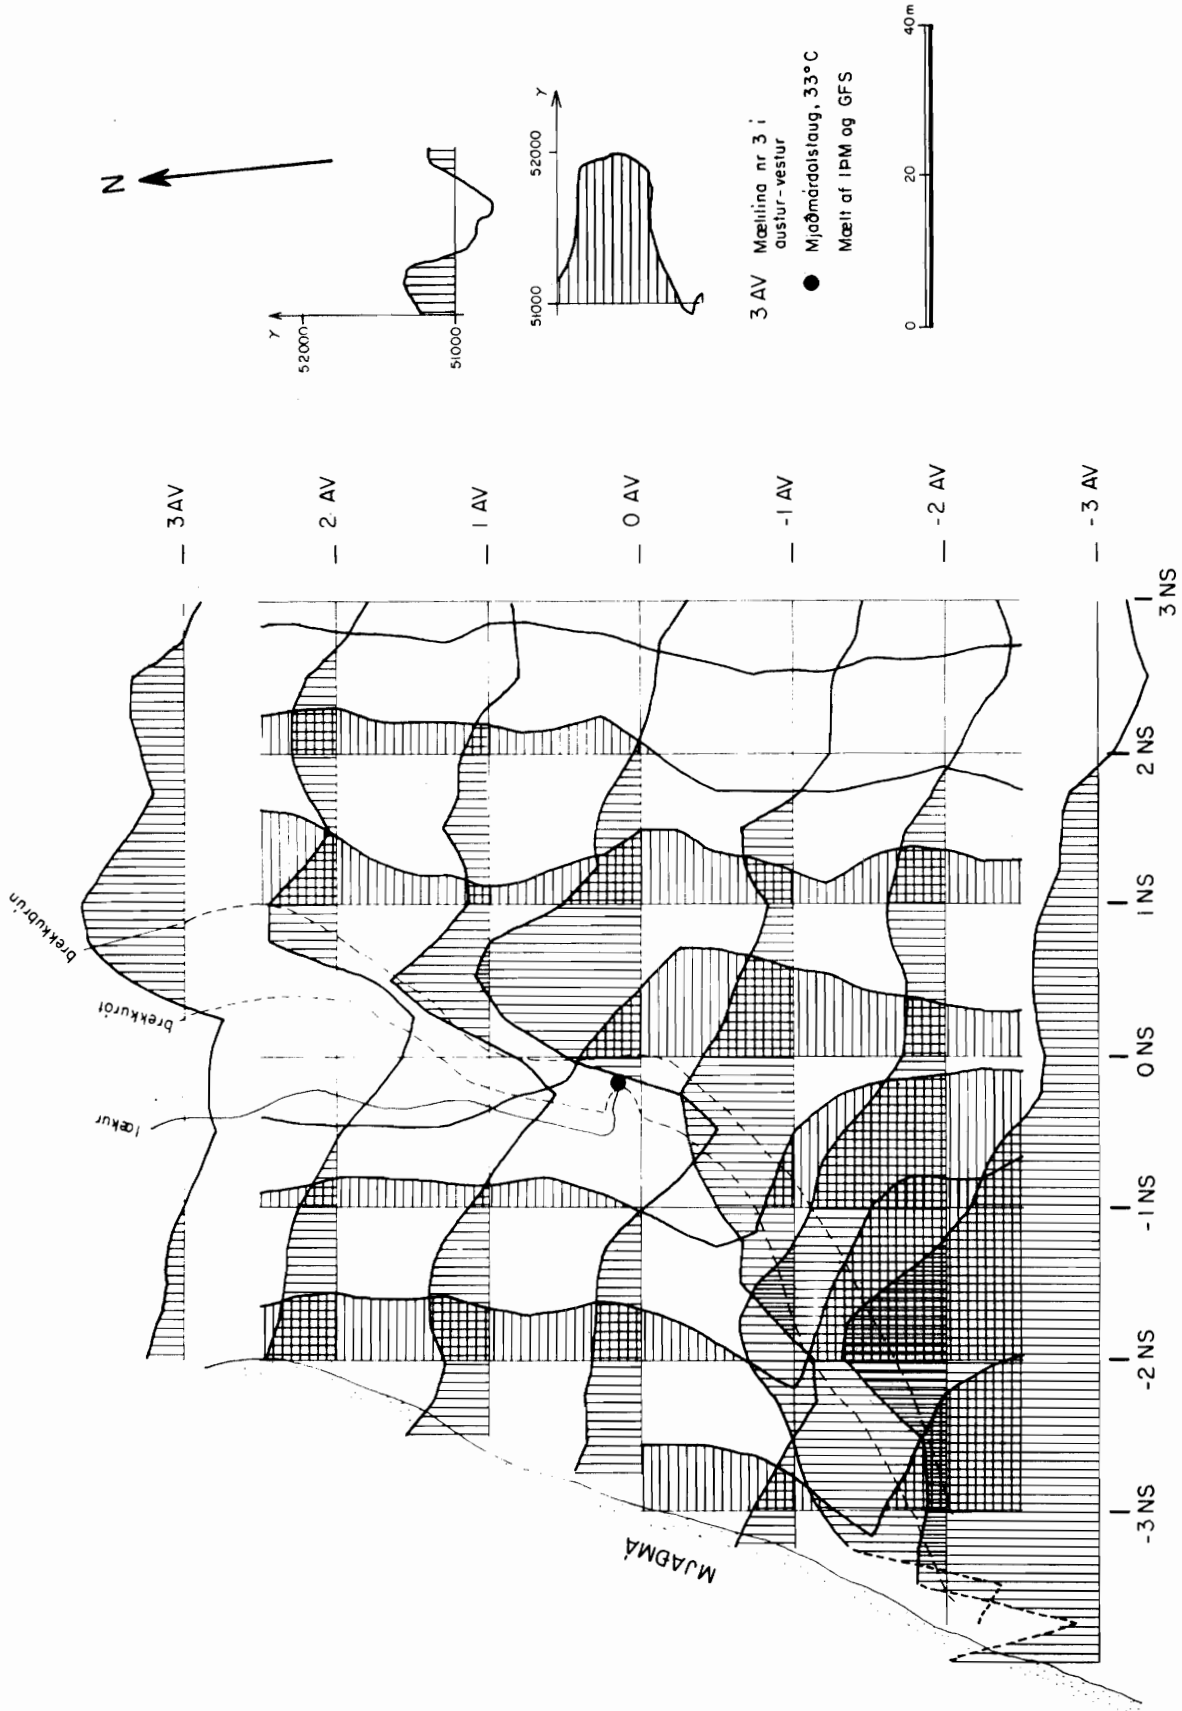 N
γ
52000
51000
γ
52000
51000
3 AV Mælilína nr 3 í
austur-vestur
● Mjaðmárdalslaug, 33°C
Mælt af IÞM og GFS
0 20 40m
3 AV
2 AV
1 AV
0 AV
-1 AV
-2 AV
-3 AV
3 NS
2 NS
1 NS
0 NS
-1 NS
-2 NS
-3 NS
brekkubrún
brekkurót
lækur
MJAÐMÁ